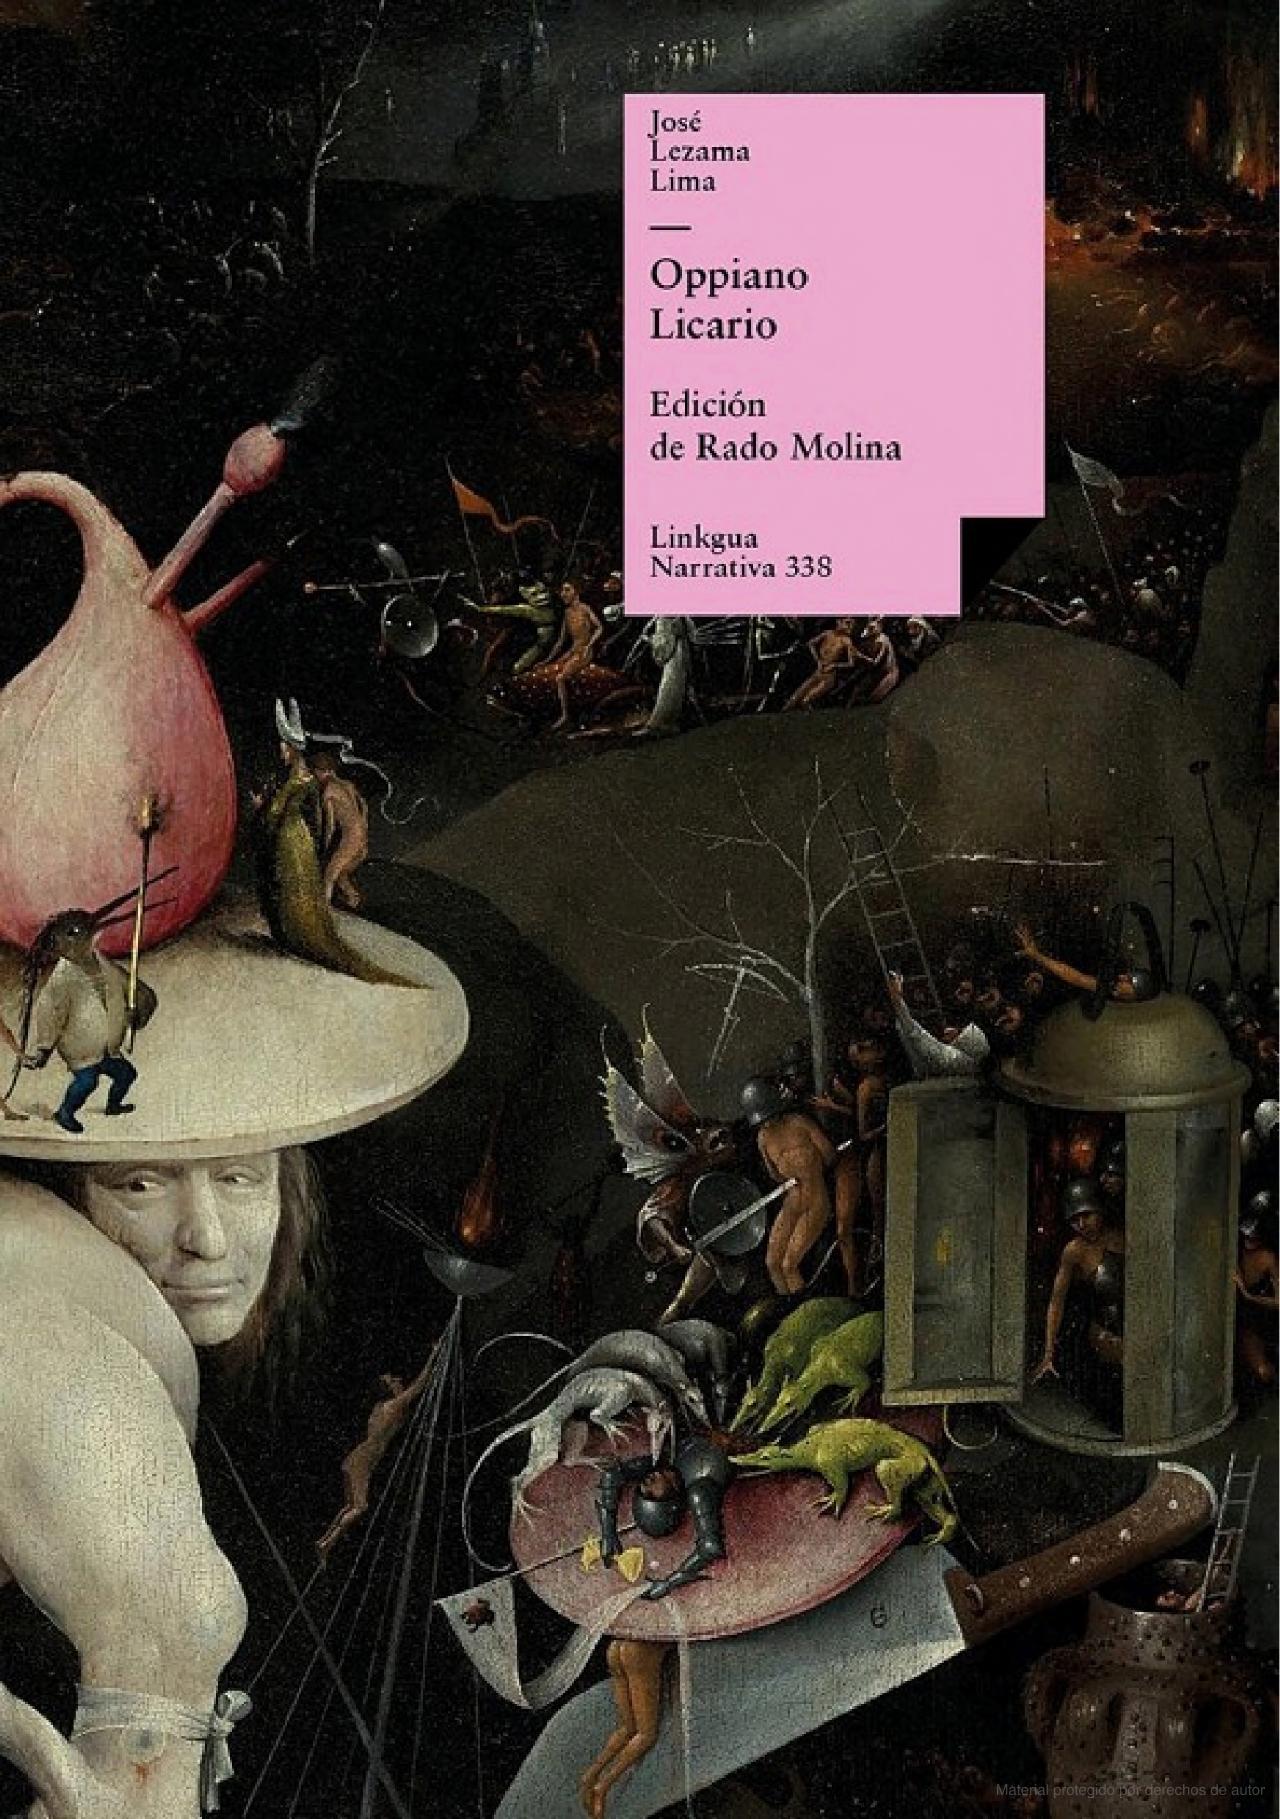 José
Lezama
Lima
—
Oppiano
Licario
Edición
de Rado Molina
Linkgua
Narrativa 338
Material protegido por derechos de autor